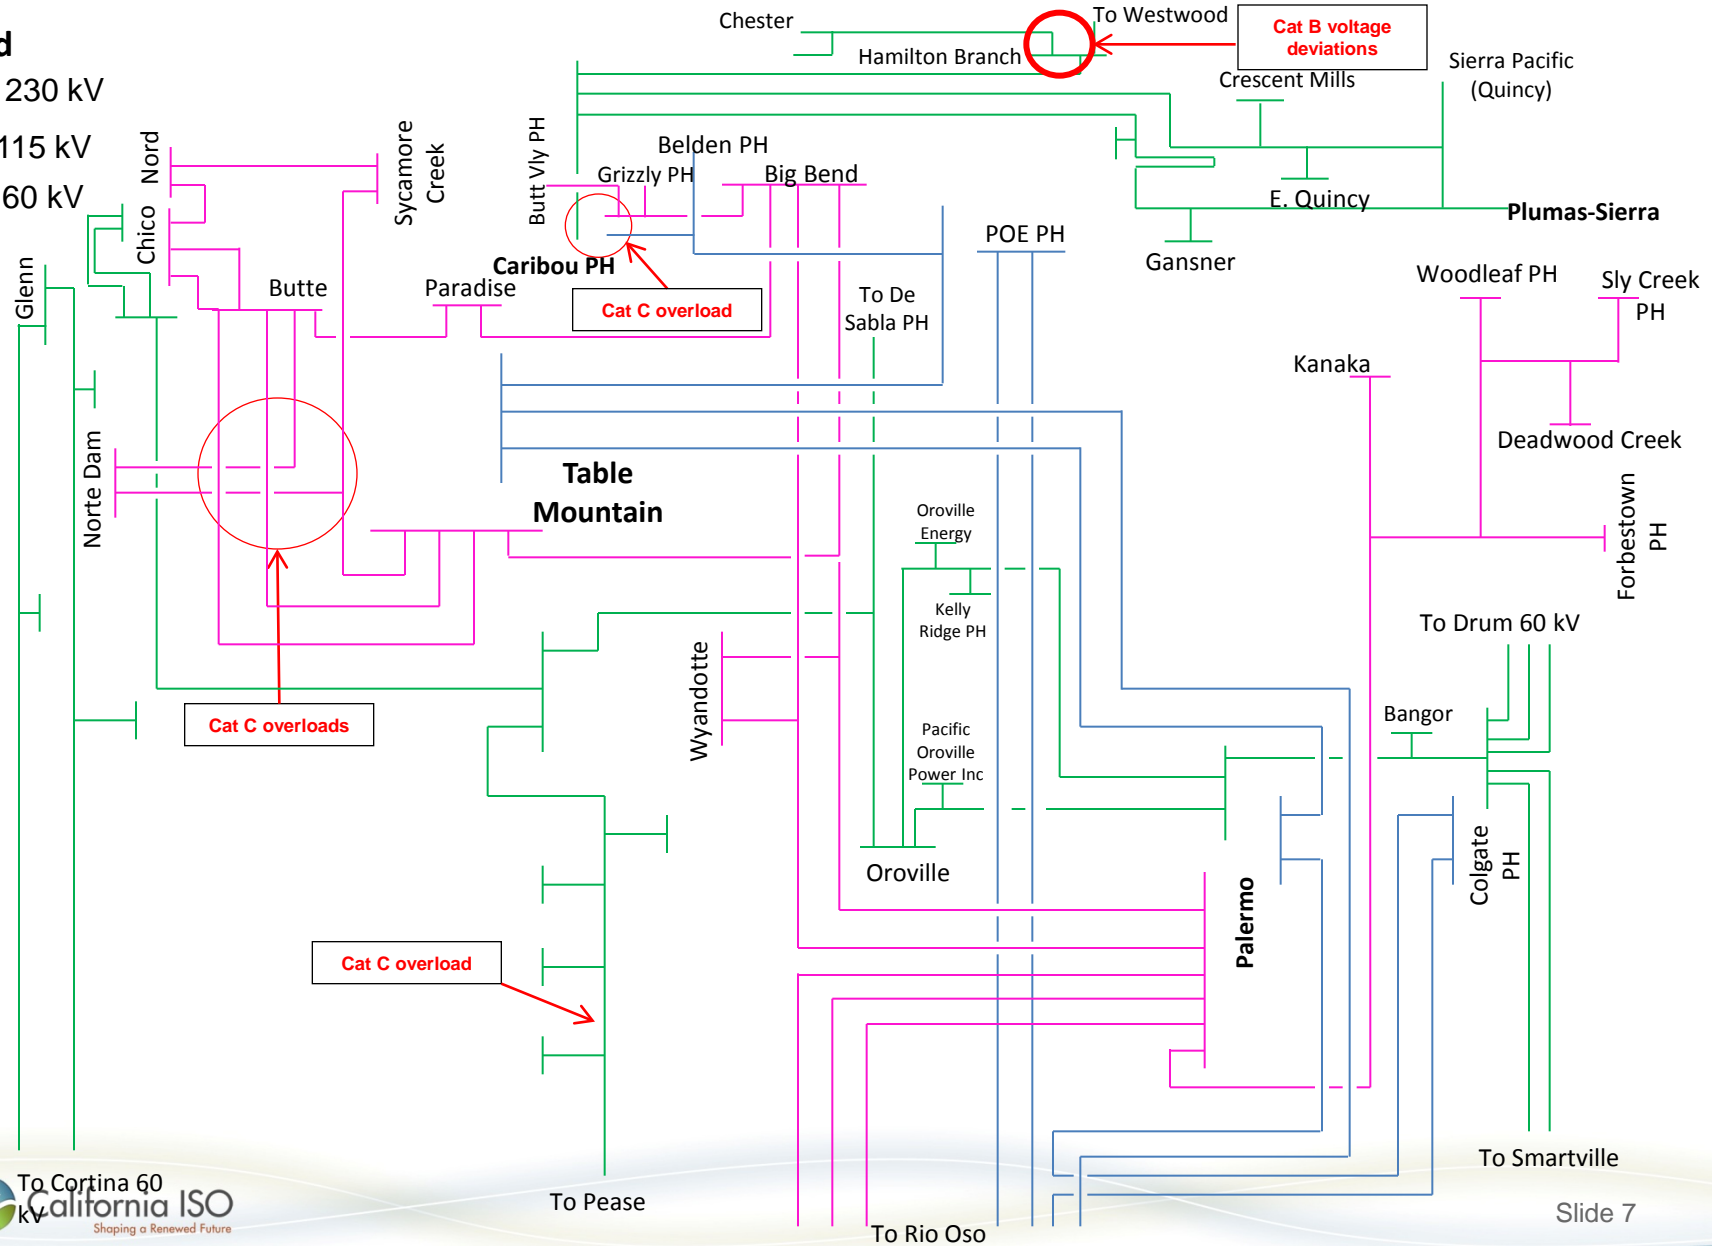 d
230 kV
115 kV
60 kV
Chester
To Westwood
Hamilton Branch
Cat B voltage
deviations
Sierra Pacific
(Quincy)
Crescent Mills
Nord
Sycamore
Creek
Butt Vly PH
Belden PH
Grizzly PH
Big Bend
E. Quincy
Plumas-Sierra
Chico
POE PH
Gansner
Caribou PH
Glenn
Butte
Paradise
Cat C overload
To De
Sabla PH
Woodleaf PH
Sly Creek
PH
Kanaka
Deadwood Creek
Norte Dam
Table
Mountain
Oroville
Energy
Forbestown
PH
Kelly
Ridge PH
To Drum 60 kV
Wyandotte
Cat C overloads
Bangor
Pacific
Oroville
Power Inc
Colgate
PH
Oroville
Palermo
Cat C overload
To Cortina 60
kV
California ISO
Shaping a Renewed Future
To Pease
To Rio Oso
To Smartville
Slide 7